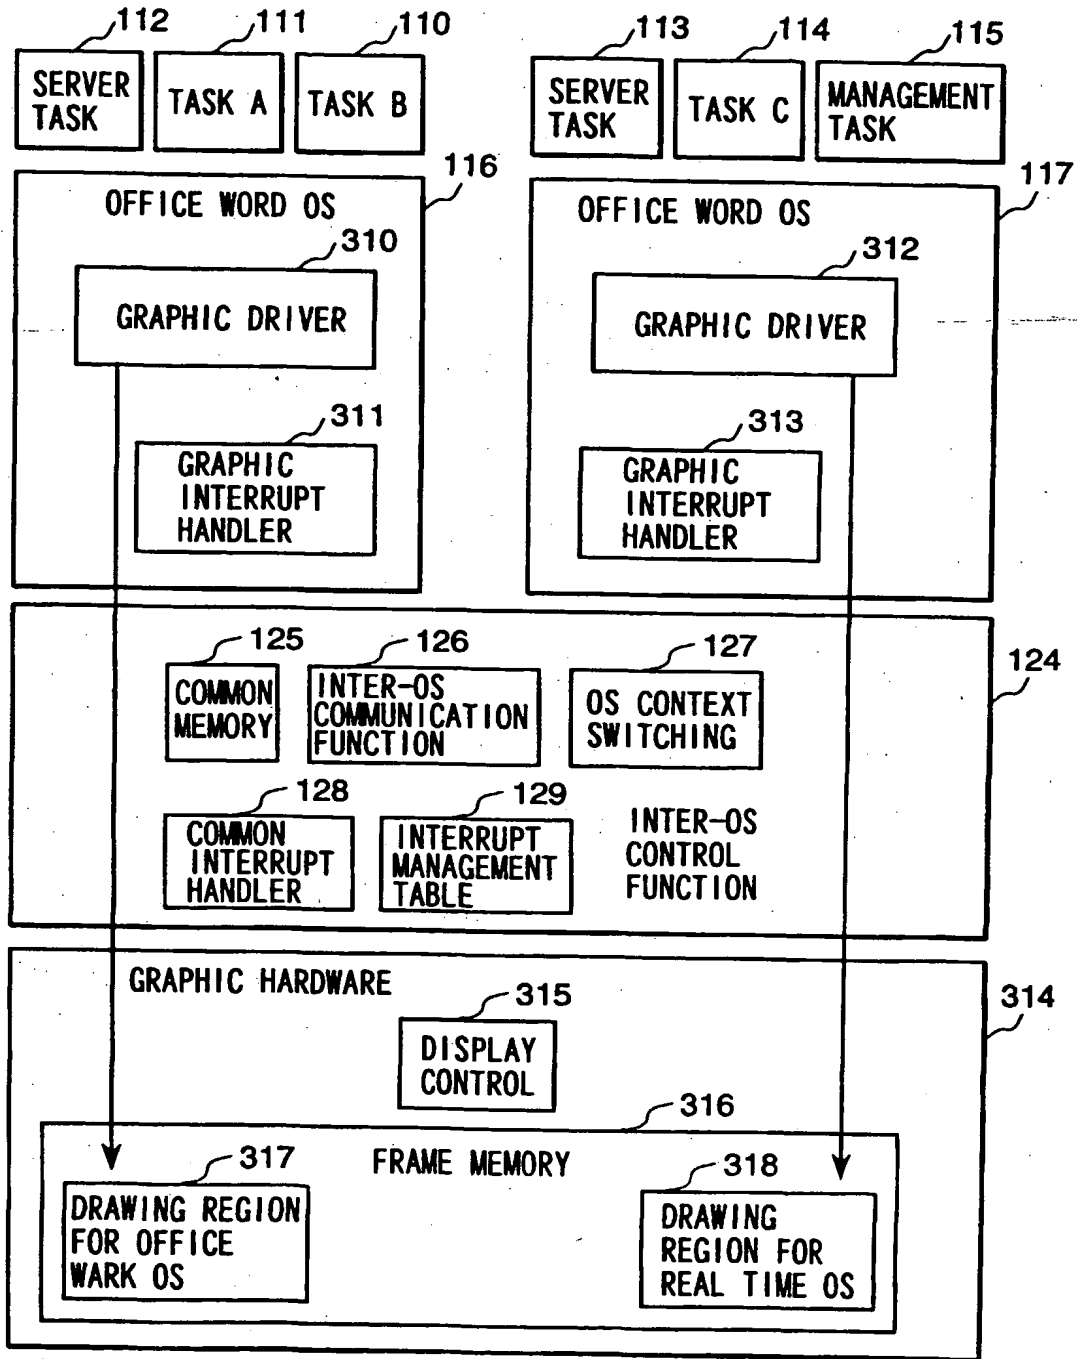 112
111
110
113
114
115
SERVER
TASK
TASK A
TASK B
SERVER
TASK
TASK C
MANAGEMENT
TASK
116
117
OFFICE WORD OS
OFFICE WORD OS
310
312
GRAPHIC DRIVER
GRAPHIC DRIVER
311
313
GRAPHIC
INTERRUPT
HANDLER
GRAPHIC
INTERRUPT
HANDLER
125
126
127
124
COMMON
MEMORY
INTER-OS
COMMUNICATION
FUNCTION
OS CONTEXT
SWITCHING
128
129
COMMON
INTERRUPT
HANDLER
INTERRUPT
MANAGEMENT
TABLE
INTER-OS
CONTROL
FUNCTION
GRAPHIC HARDWARE
315
314
DISPLAY
CONTROL
316
317
FRAME MEMORY
318
DRAWING REGION
FOR OFFICE
WARK OS
DRAWING
REGION FOR
REAL TIME OS